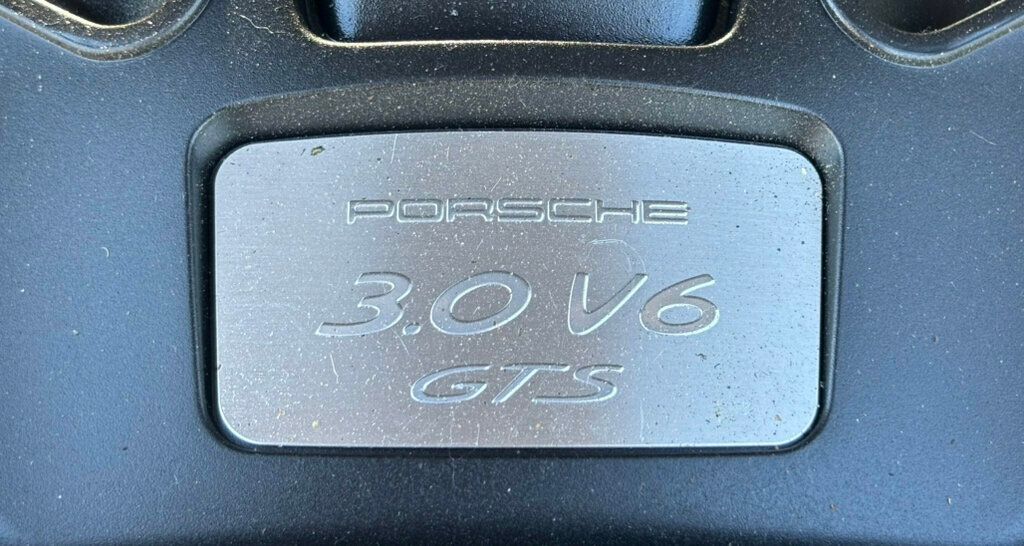 PORSCHE
3.0 V6
GTS